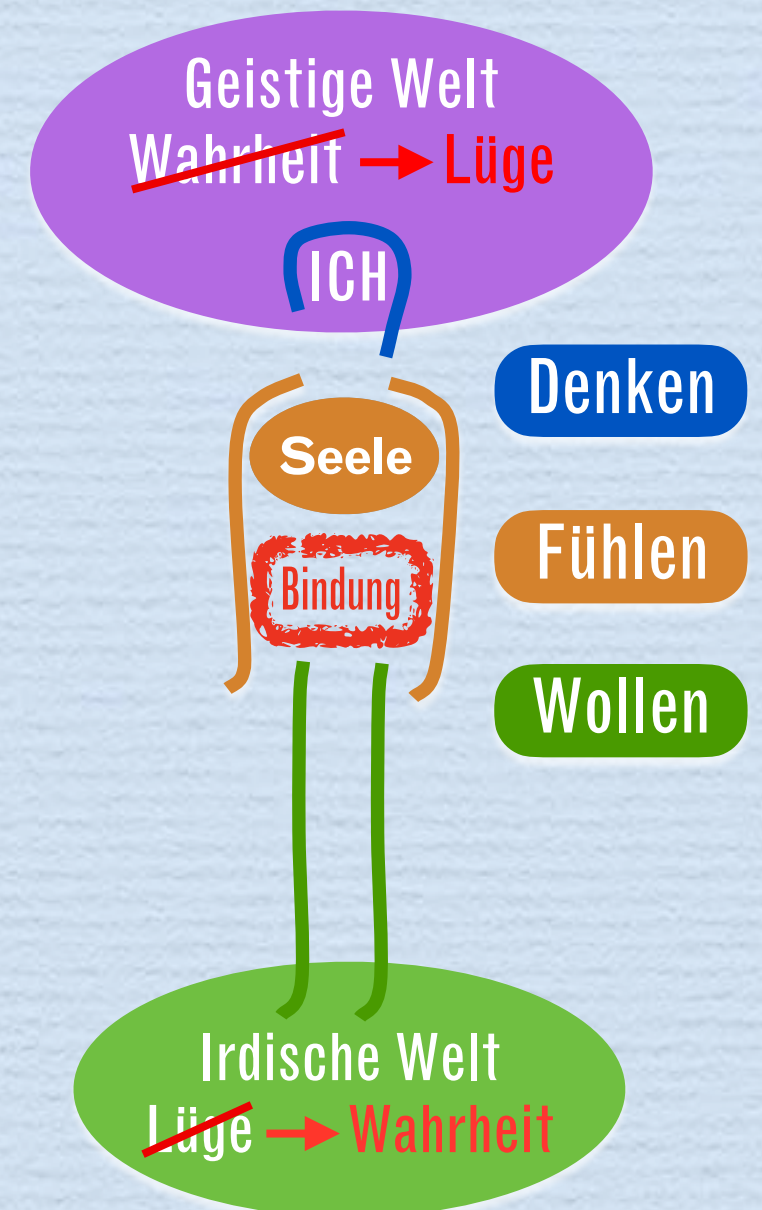 Geistige Welt
Wahrheit → Lüge
ICH
Denken
Seele
Fühlen
Bindung
Wollen
Irdische Welt
Lüge → Wahrheit